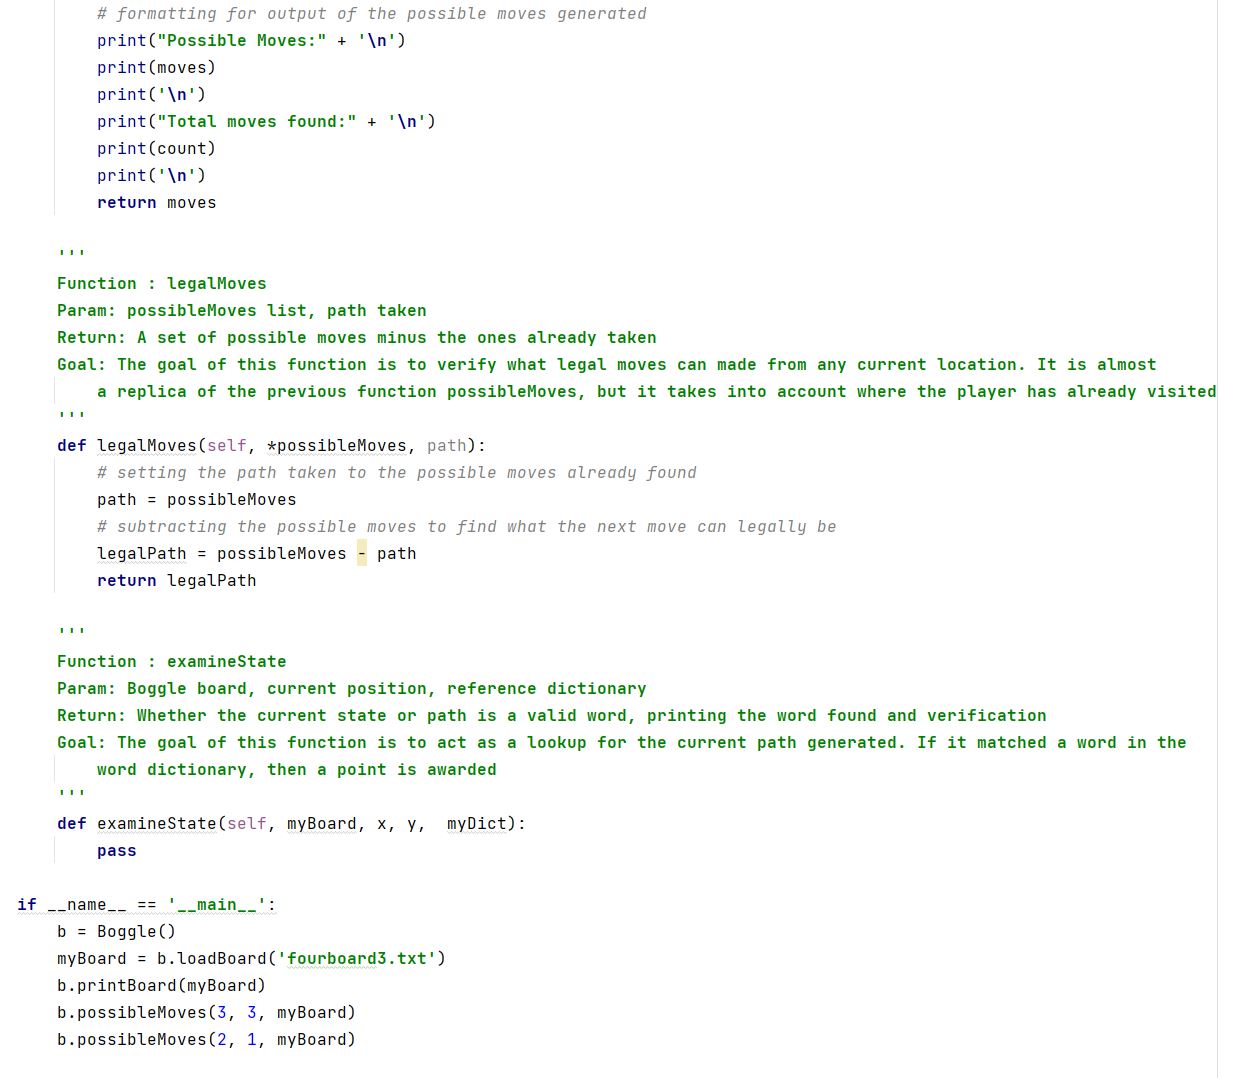 # formatting for output of the possible moves generated
print("Possible Moves:" + '\n')
print(moves)
print('\n')
print("Total moves found:" + '\n')
print(count)
print('\n')
return moves
'''
Function : legalMoves
Param: possibleMoves list, path taken
Return: A set of possible moves minus the ones already taken
Goal: The goal of this function is to verify what legal moves can made from any current location. It is almost
a replica of the previous function possibleMoves, but it takes into account where the player has already visited
'''
def legalMoves(self, *possibleMoves, path):
# setting the path taken to the possible moves already found
path = possibleMoves
# subtracting the possible moves to find what the next move can legally be
legalPath = possibleMoves - path
return legalPath
'''
Function : examineState
Param: Boggle board, current position, reference dictionary
Return: Whether the current state or path is a valid word, printing the word found and verification
Goal: The goal of this function is to act as a lookup for the current path generated. If it matched a word in the
word dictionary, then a point is awarded
'''
def examineState(self, myBoard, x, y,  myDict):
pass
if __name__ == '__main__':
b = Boggle()
myBoard = b.loadBoard('fourboard3.txt')
b.printBoard(myBoard)
b.possibleMoves(3, 3, myBoard)
b.possibleMoves(2, 1, myBoard)